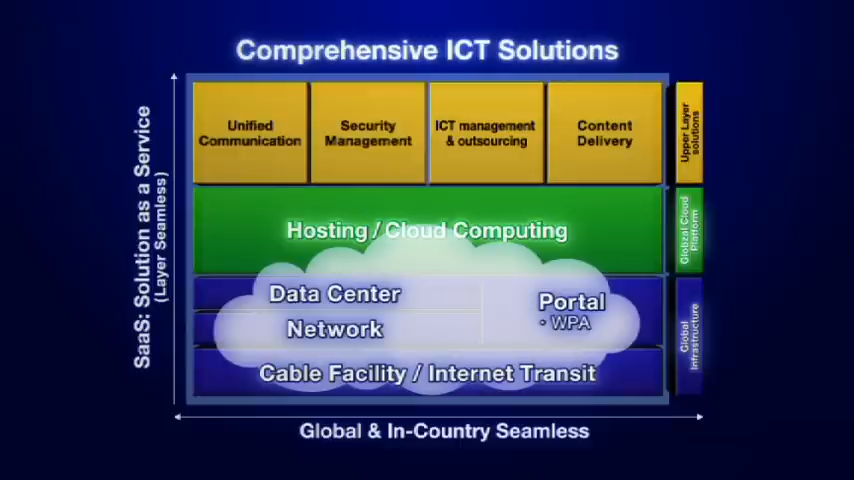 Comprehensive ICT Solutions
SaaS: Solution as a Service
(Layer Seamless)
Unified
Communication
Security
Management
ICT management
& outsourcing
Content
Delivery
Upper Layer
solutions
Hosting / Cloud Computing
Globzal Cloud
Platform
Data Center
Network
Portal
· WPA
Cable Facility / Internet Transit
Global
Infrastructure
Global & In-Country Seamless